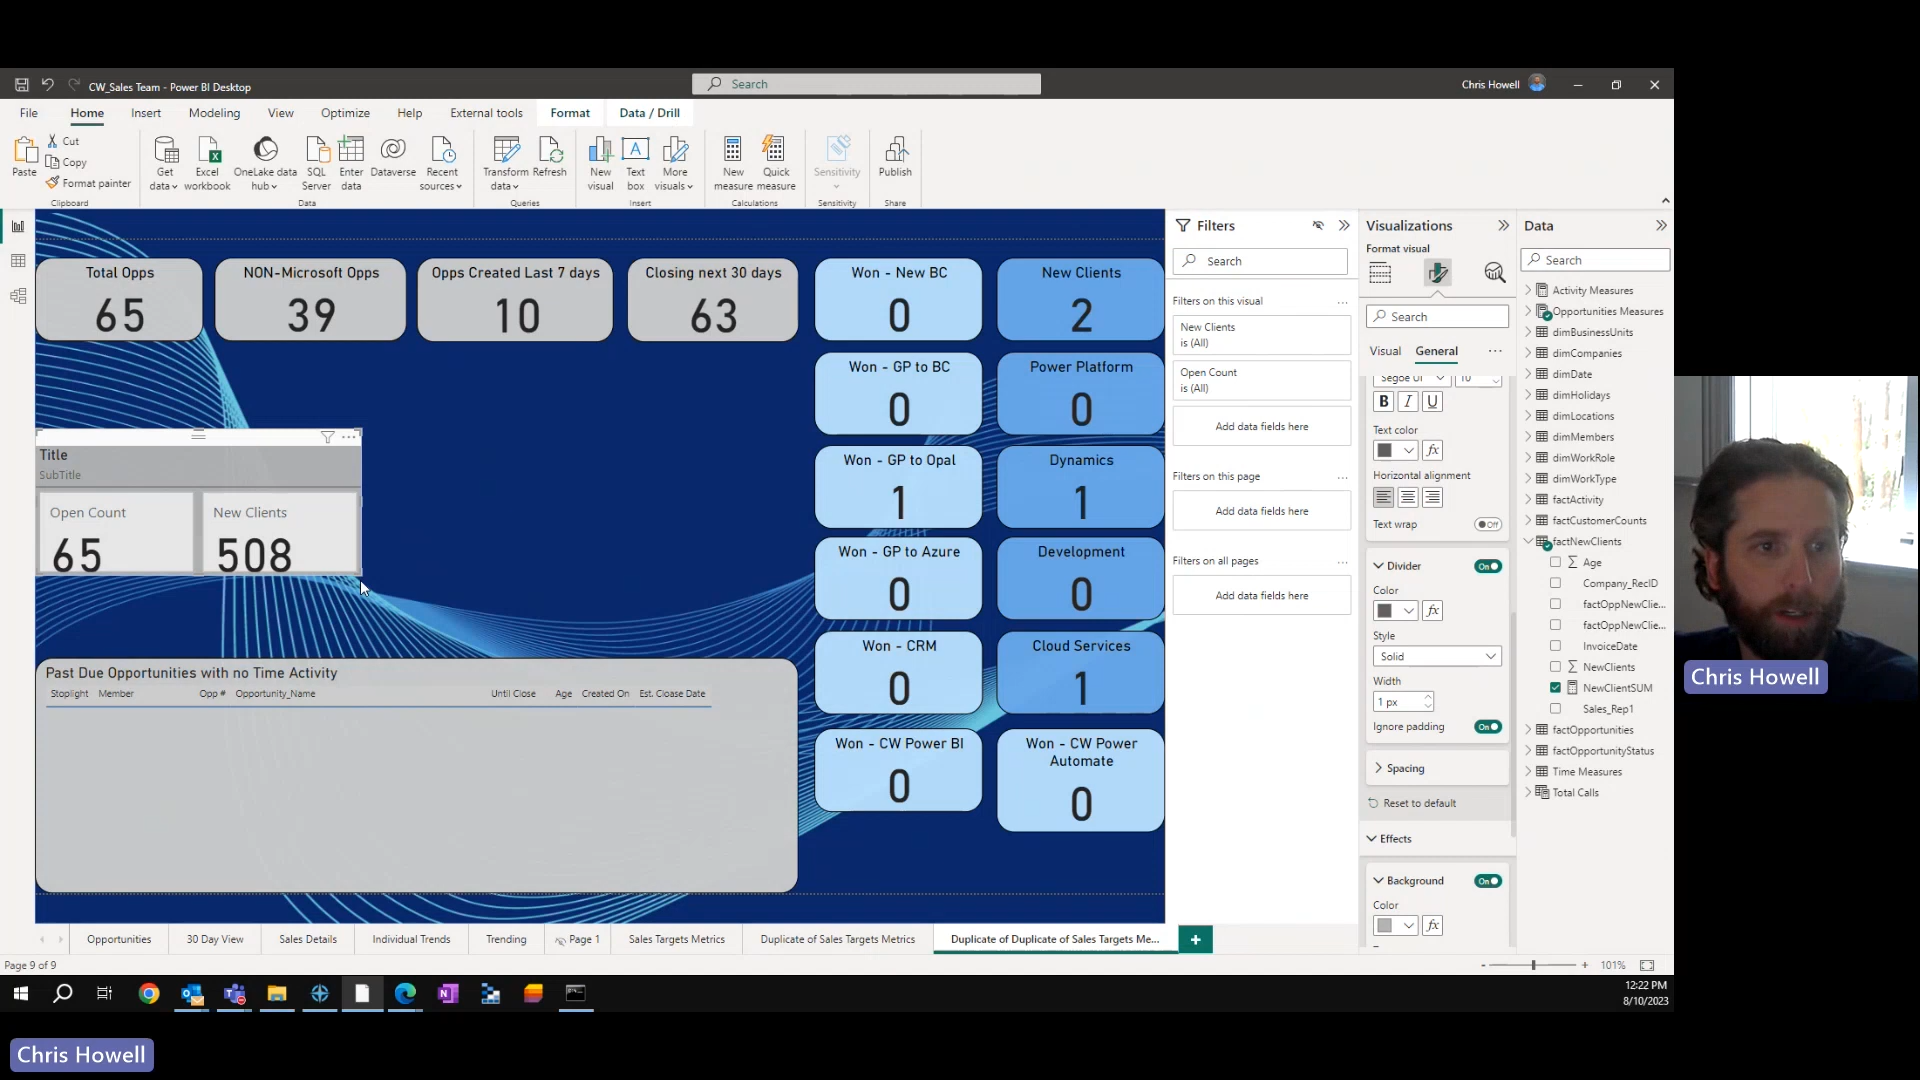 CW_Sales Team - Power BI Desktop
Search
Chris Howell
File
Home
Insert
Modeling
View
Optimize
Help
External tools
Format
Data / Drill
Paste
Cut
Copy
Format painter
Get data
Excel workbook
OneLake data hub
SQL Server
Enter data
Dataverse
Recent sources
Transform data
Refresh
New visual
Text box
More visuals
New measure
Quick measure
Sensitivity
Publish
Clipboard
Data
Queries
Insert
Calculations
Sensitivity
Share
Total Opps
65
NON-Microsoft Opps
39
Opps Created Last 7 days
10
Closing next 30 days
63
Won - New BC
0
New Clients
2
Won - GP to BC
0
Power Platform
0
Title
SubTitle
Open Count
65
New Clients
508
Won - GP to Opal
1
Dynamics
1
Won - GP to Azure
0
Development
0
Won - CRM
0
Cloud Services
1
Won - CW Power BI
0
Won - CW Power
Automate
0
Past Due Opportunities with no Time Activity
Stoplight Member Opp # Opportunity_Name Until Close Age Created On Est. Cloase Date
Filters
Search
Filters on this visual
New Clients
is (All)
Open Count
is (All)
Add data fields here
Filters on this page
Add data fields here
Filters on all pages
Add data fields here
Visualizations
Format visual
Search
Visual
General
Segoe UI
10
B I U
Text color
fx
Horizontal alignment
Text wrap
Off
Divider
On
Color
fx
Style
Solid
Width
1 px
Ignore padding
On
Spacing
Reset to default
Effects
Background
On
Color
fx
Data
Search
Activity Measures
Opportunities Measures
dimBusinessUnits
dimCompanies
dimDate
dimHolidays
dimLocations
dimMembers
dimWorkRole
dimWorkType
factActivity
factCustomerCounts
factNewClients
Age
Company_RecID
factOppNewClie...
factOppNewClie...
InvoiceDate
NewClients
NewClientSUM
Sales_Rep1
factOpportunities
factOpportunityStatus
Time Measures
Total Calls
Opportunities
30 Day View
Sales Details
Individual Trends
Trending
Page 1
Sales Targets Metrics
Duplicate of Sales Targets Metrics
Duplicate of Duplicate of Sales Targets Me...
Page 9 of 9
101%
12:22 PM
8/10/2023
Chris Howell
Chris Howell